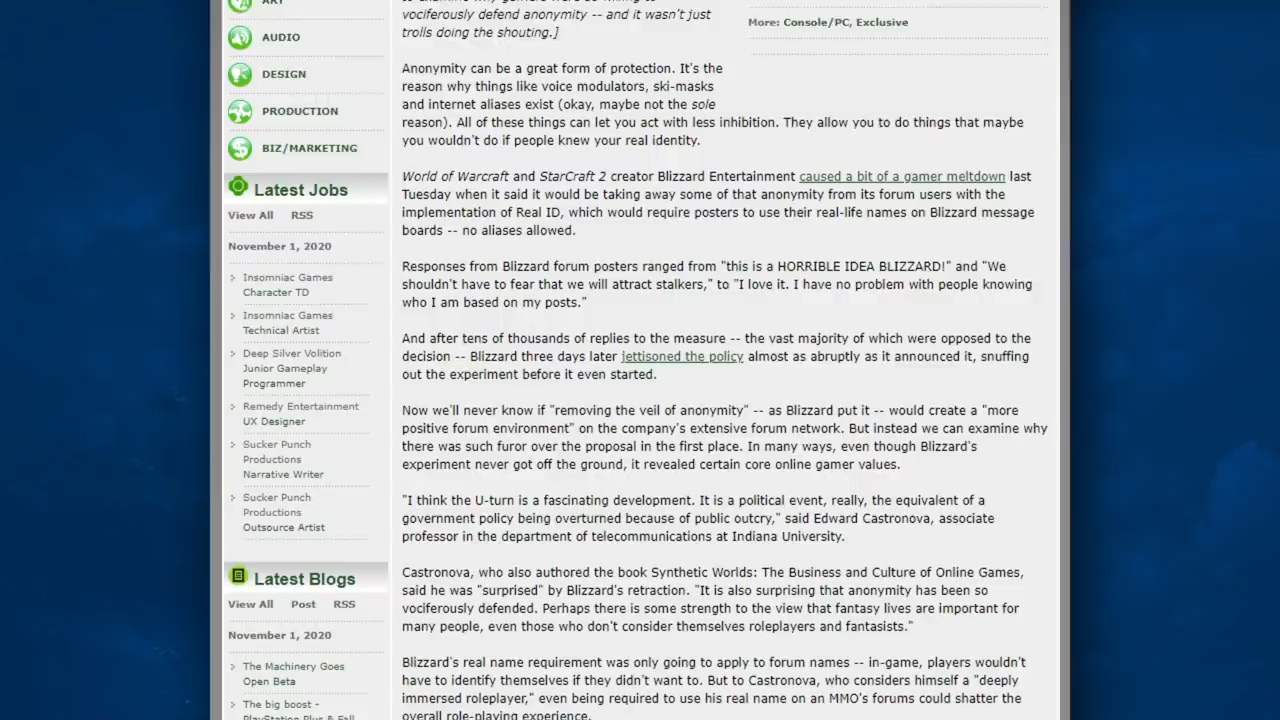 ART
AUDIO
DESIGN
PRODUCTION
BIZ/MARKETING
Latest Jobs
View All RSS
November 1, 2020
Insomniac Games
Character TD
Insomniac Games
Technical Artist
Deep Silver Volition
Junior Gameplay
Programmer
Remedy Entertainment
UX Designer
Sucker Punch
Productions
Narrative Writer
Sucker Punch
Productions
Outsource Artist
Latest Blogs
View All Post RSS
November 1, 2020
The Machinery Goes
Open Beta
The big boost -
PlayStation Plus & Fall
vociferously defend anonymity -- and it wasn't just
trolls doing the shouting.]
More: Console/PC, Exclusive
Anonymity can be a great form of protection. It's the
reason why things like voice modulators, ski-masks
and internet aliases exist (okay, maybe not the sole
reason). All of these things can let you act with less inhibition. They allow you to do things that maybe
you wouldn't do if people knew your real identity.
World of Warcraft and StarCraft 2 creator Blizzard Entertainment caused a bit of a gamer meltdown last
Tuesday when it said it would be taking away some of that anonymity from its forum users with the
implementation of Real ID, which would require posters to use their real-life names on Blizzard message
boards -- no aliases allowed.
Responses from Blizzard forum posters ranged from "this is a HORRIBLE IDEA BLIZZARD!" and "We
shouldn't have to fear that we will attract stalkers," to "I love it. I have no problem with people knowing
who I am based on my posts."
And after tens of thousands of replies to the measure -- the vast majority of which were opposed to the
decision -- Blizzard three days later jettisoned the policy almost as abruptly as it announced it, snuffing
out the experiment before it even started.
Now we'll never know if "removing the veil of anonymity" -- as Blizzard put it -- would create a "more
positive forum environment" on the company's extensive forum network. But instead we can examine why
there was such furor over the proposal in the first place. In many ways, even though Blizzard's
experiment never got off the ground, it revealed certain core online gamer values.
"I think the U-turn is a fascinating development. It is a political event, really, the equivalent of a
government policy being overturned because of public outcry," said Edward Castronova, associate
professor in the department of telecommunications at Indiana University.
Castronova, who also authored the book Synthetic Worlds: The Business and Culture of Online Games,
said he was "surprised" by Blizzard's retraction. "It is also surprising that anonymity has been so
vociferously defended. Perhaps there is some strength to the view that fantasy lives are important for
many people, even those who don't consider themselves roleplayers and fantasists."
Blizzard's real name requirement was only going to apply to forum names -- in-game, players wouldn't
have to identify themselves if they didn't want to. But to Castronova, who considers himself a "deeply
immersed roleplayer," even being required to use his real name on an MMO's forums could shatter the
overall role-playing experience.